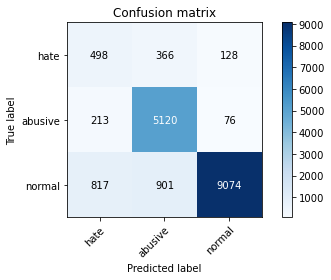 Confusion matrix
hate 498 366 128
abusive 213 5120 76
normal 817 901 9074
hate abusive normal
True label
Predicted label
9000
8000
7000
6000
5000
4000
3000
2000
1000